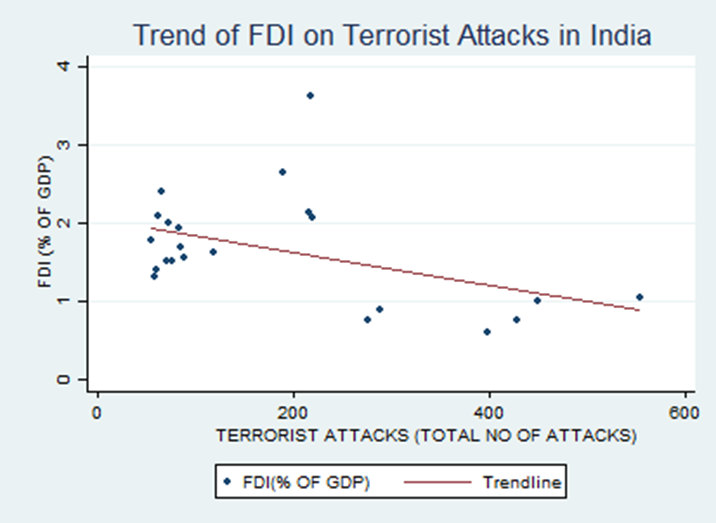 Trend of FDI on Terrorist Attacks in India
4
3
2
1
0
FDI (% OF GDP)
0 200 400 600
TERRORIST ATTACKS (TOTAL NO OF ATTACKS)
FDI(% OF GDP) Trendline